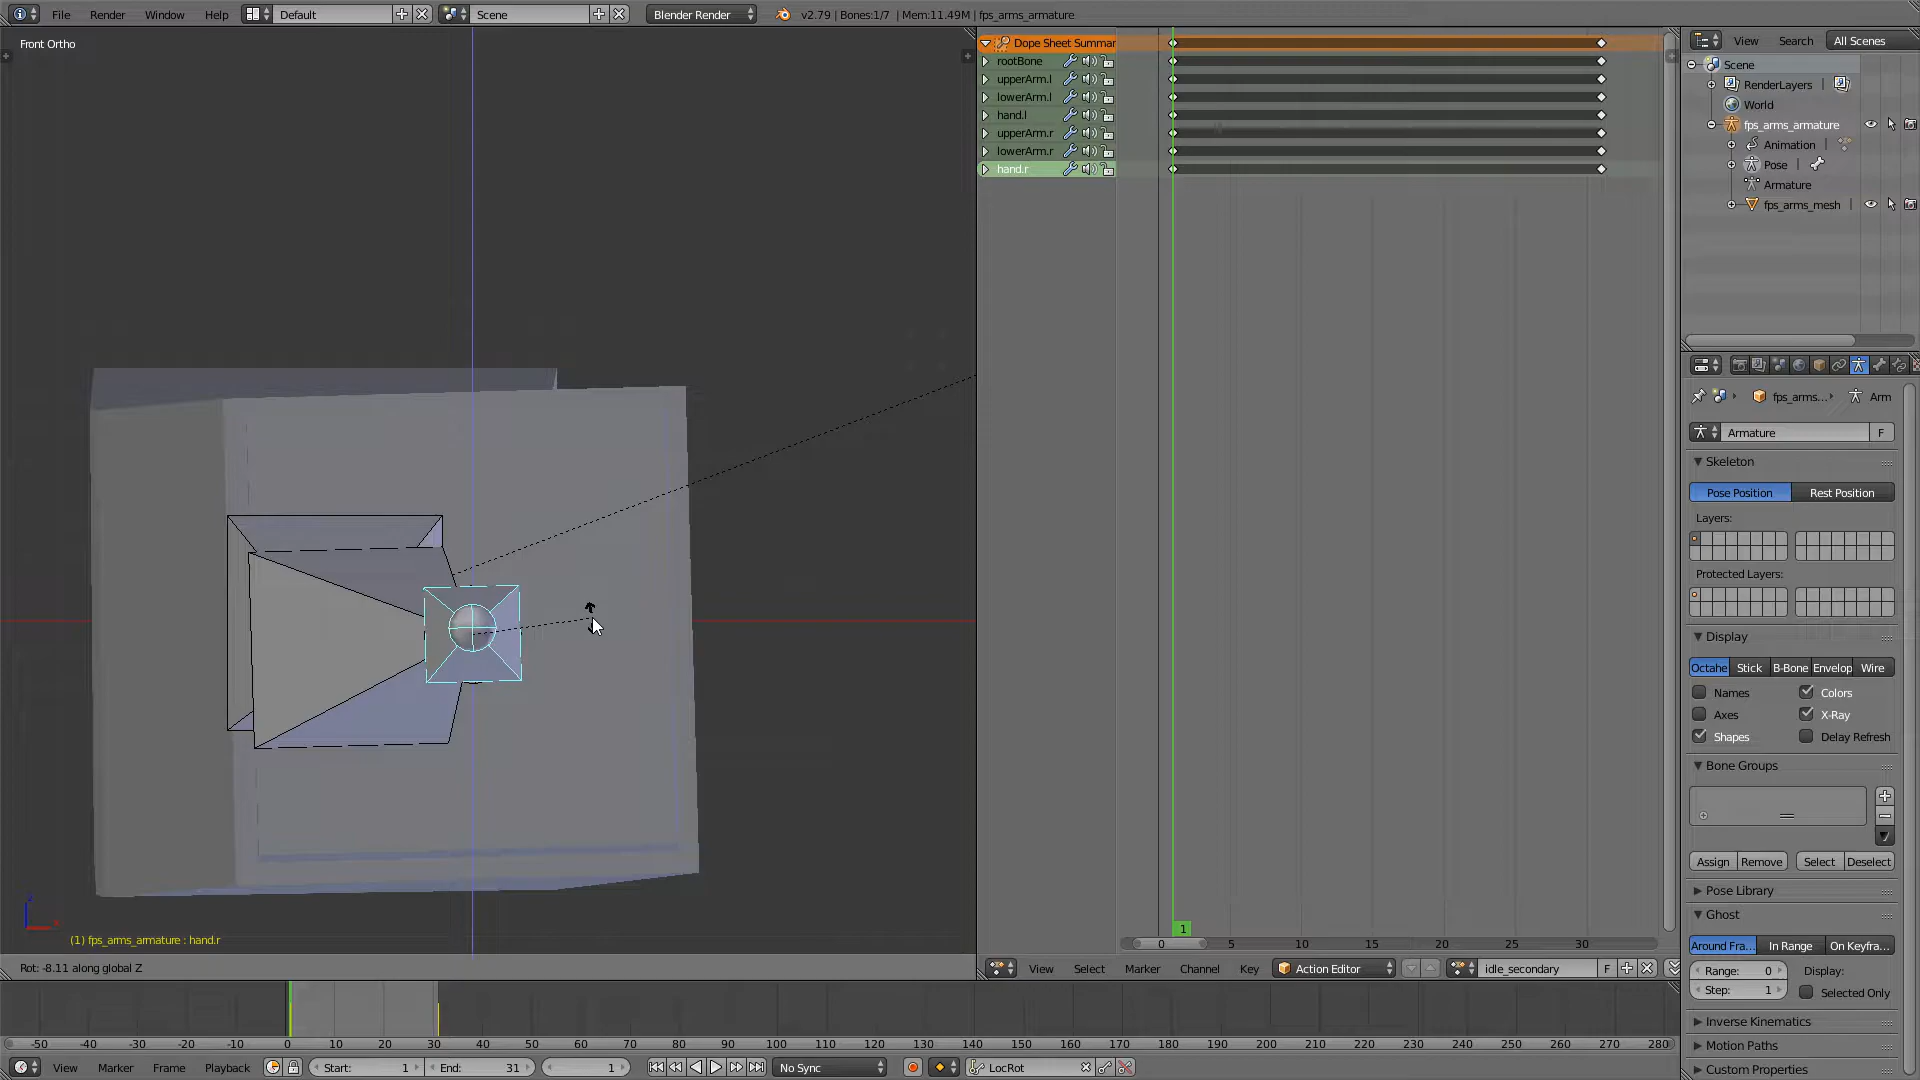 File Render Window Help Default Scene Blender Render v2.79 | Bones:1/7 | Mem:11.49M | fps_arms_armature
Front Ortho
Dope Sheet Summar
rootBone
upperArm.l
lowerArm.l
hand.l
upperArm.r
lowerArm.r
hand.r
View Search All Scenes
Scene
RenderLayers
World
fps_arms_armature
Animation
Pose
Armature
fps_arms_mesh
fps_arms... Arm
Armature F
Skeleton
Pose Position Rest Position
Layers:
Protected Layers:
Display
Octahe Stick B-Bone Envelop Wire
Names Colors
Axes X-Ray
Shapes Delay Refresh
Bone Groups
Assign Remove Select Deselect
Pose Library
Ghost
Around Fra... In Range On Keyfra...
Range: 0 Display:
Step: 1 Selected Only
Inverse Kinematics
Motion Paths
Custom Properties
(1) fps_arms_armature : hand.r
Rot: -8.11 along global Z
1
0 5 10 15 20 25 30
View Select Marker Channel Key Action Editor idle_secondary F
-50 -40 -30 -20 -10 0 10 20 30 40 50 60 70 80 90 100 110 120 130 140 150 160 170 180 190 200 210 220 230 240 250 260 270 280
View Marker Frame Playback Start: 1 End: 31 1 No Sync LocRot